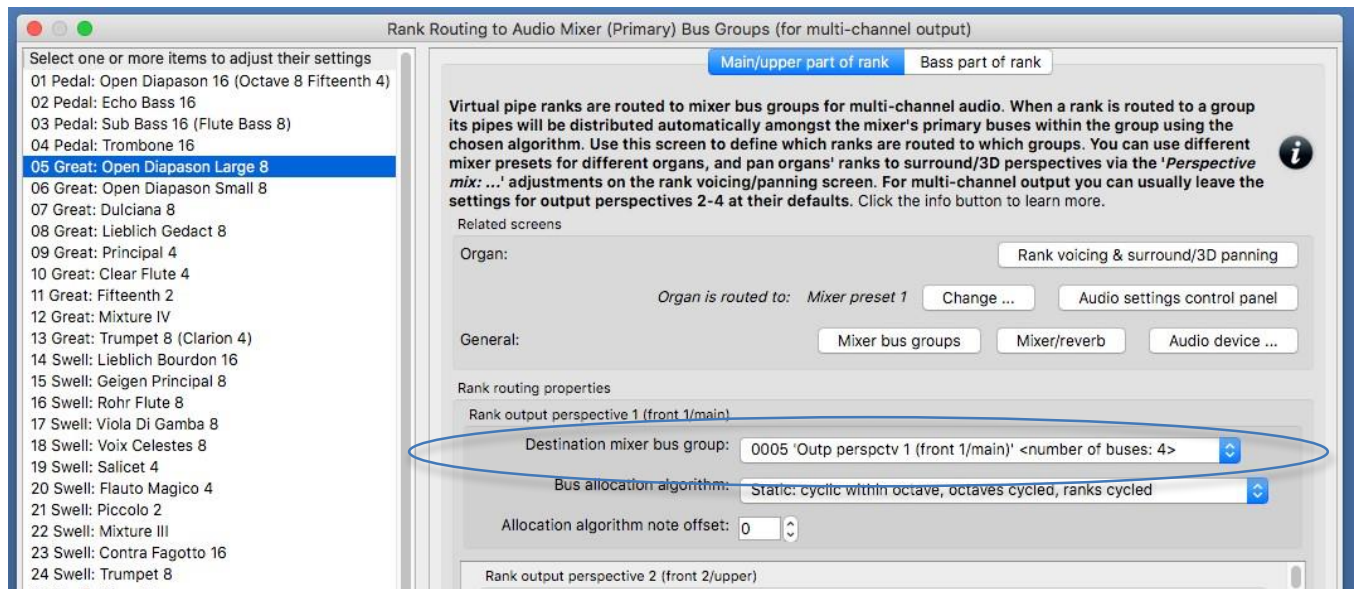 Rank Routing to Audio Mixer (Primary) Bus Groups (for multi-channel output)
Select one or more items to adjust their settings
01 Pedal: Open Diapason 16 (Octave 8 Fifteenth 4)
02 Pedal: Echo Bass 16
03 Pedal: Sub Bass 16 (Flute Bass 8)
04 Pedal: Trombone 16
05 Great: Open Diapason Large 8
06 Great: Open Diapason Small 8
07 Great: Dulciana 8
08 Great: Lieblich Gedact 8
09 Great: Principal 4
10 Great: Clear Flute 4
11 Great: Fifteenth 2
12 Great: Mixture IV
13 Great: Trumpet 8 (Clarion 4)
14 Swell: Lieblich Bourdon 16
15 Swell: Geigen Principal 8
16 Swell: Rohr Flute 8
17 Swell: Viola Di Gamba 8
18 Swell: Voix Celestes 8
19 Swell: Salicet 4
20 Swell: Flauto Magico 4
21 Swell: Piccolo 2
22 Swell: Mixture III
23 Swell: Contra Fagotto 16
24 Swell: Trumpet 8
Main/upper part of rank Bass part of rank
Virtual pipe ranks are routed to mixer bus groups for multi-channel audio. When a rank is routed to a group
its pipes will be distributed automatically amongst the mixer's primary buses within the group using the
chosen algorithm. Use this screen to define which ranks are routed to which groups. You can use different
mixer presets for different organs, and pan organs' ranks to surround/3D perspectives via the 'Perspective
mix: ...' adjustments on the rank voicing/panning screen. For multi-channel output you can usually leave the
settings for output perspectives 2-4 at their defaults. Click the info button to learn more.
Related screens
Organ: Rank voicing & surround/3D panning
Organ is routed to: Mixer preset 1 Change ... Audio settings control panel
General: Mixer bus groups Mixer/reverb Audio device ...
Rank routing properties
Rank output perspective 1 (front 1/main)
Destination mixer bus group: 0005 'Outp perspctv 1 (front 1/main)' <number of buses: 4>
Bus allocation algorithm: Static: cyclic within octave, octaves cycled, ranks cycled
Allocation algorithm note offset: 0
Rank output perspective 2 (front 2/upper)